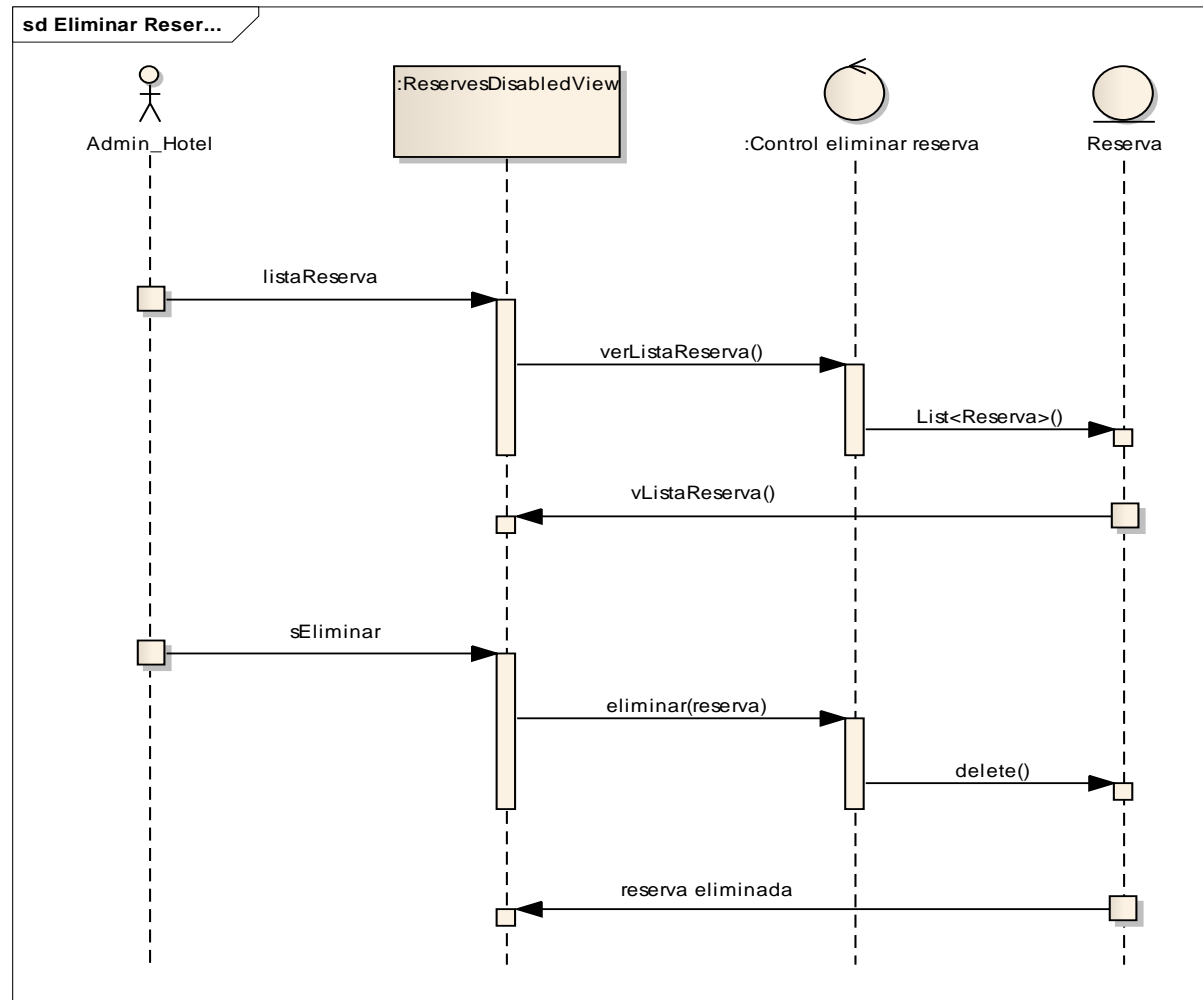 sd Eliminar Reser...
:ReservesDisabledView
Admin_Hotel
:Control eliminar reserva
Reserva
listaReserva
verListaReserva()
List<Reserva>()
vListaReserva()
sEliminar
eliminar(reserva)
delete()
reserva eliminada